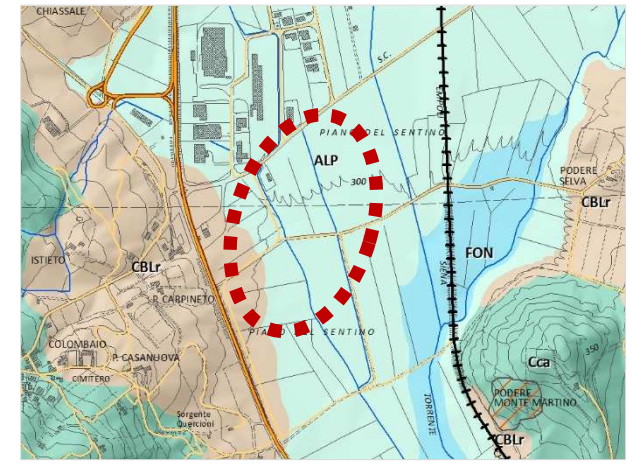 CHIASSALE
S.C.
EMPOLI
PIANO DEL SENTINO
ALP
300
PODERE
SELVA
CBLr
ISTIETO
CBLr
FON
SIENA
P. CARPINETO
PIANO DEL SENTINO
COLOMBAIO
P. CASANUOVA
CIMITERO
Cca
350
PODERE
MONTE MARTINO
TORRENTE
Sorgente
Quercioni
CBLr